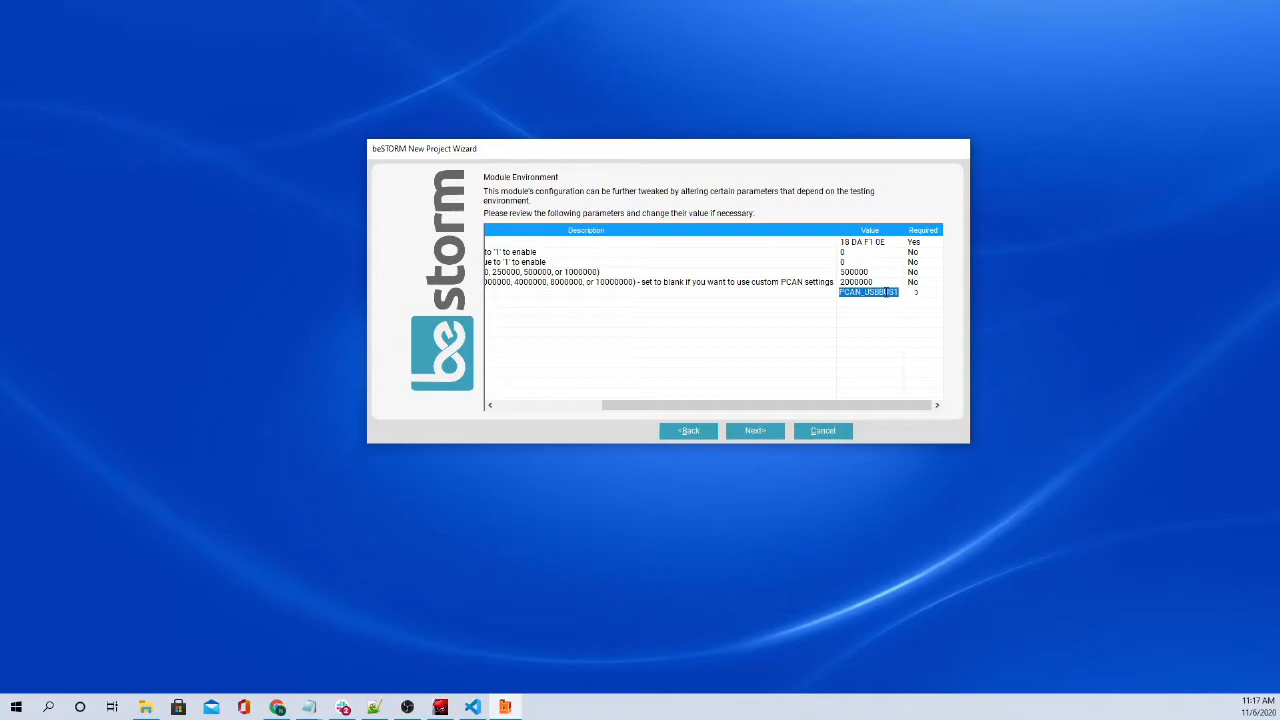 beSTORM New Project Wizard
bestorm
be
Module Environment
This module's configuration can be further tweaked by altering certain parameters that depend on the testing
environment.
Please review the following parameters and change their value if necessary:
Description Value Required
18 DA F1 0E Yes
to '1' to enable 0 No
ue to '1' to enable 0 No
0, 250000, 500000, or 1000000) 500000 No
000000, 4000000, 8000000, or 10000000) - set to blank if you want to use custom PCAN settings 2000000 No
PCAN_USBBUS1
<Back Next> Cancel
11:17 AM
11/6/2020